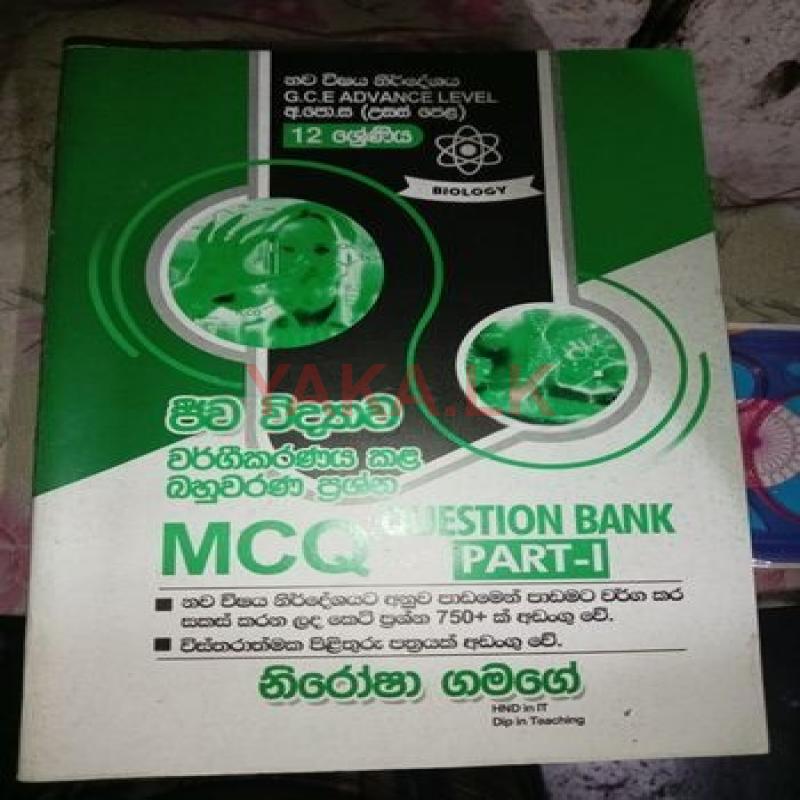 නව විෂය නිර්දේශය
G.C.E ADVANCE LEVEL
අ.පො.ස (උසස් පෙළ)
12 ශ්‍රේණිය
BIOLOGY
YAKA.LK
ජීව විද්‍යාව
වර්ගීකරණය කළ
බහුවරණ ප්‍රශ්න
MCQ QUESTION BANK
PART-I
නව විෂය නිර්දේශයට අනුව පාඩමෙන් පාඩමට වර්ග කර
සකස් කරන ලද කෙටි ප්‍රශ්න 750+ ක් අඩංගු වේ.
විස්තරාත්මක පිළිතුරු පත්‍රයක් අඩංගු වේ.
නිරෝෂා ගමගේ
HND in IT
Dip in Teaching